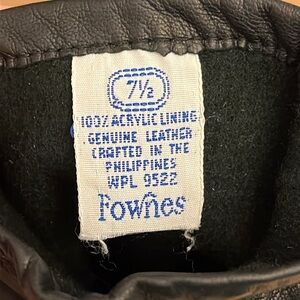 7½
100% ACRYLIC LINING
GENUINE LEATHER
CRAFTED IN THE
PHILIPPINES
WPL 9522
Fownes